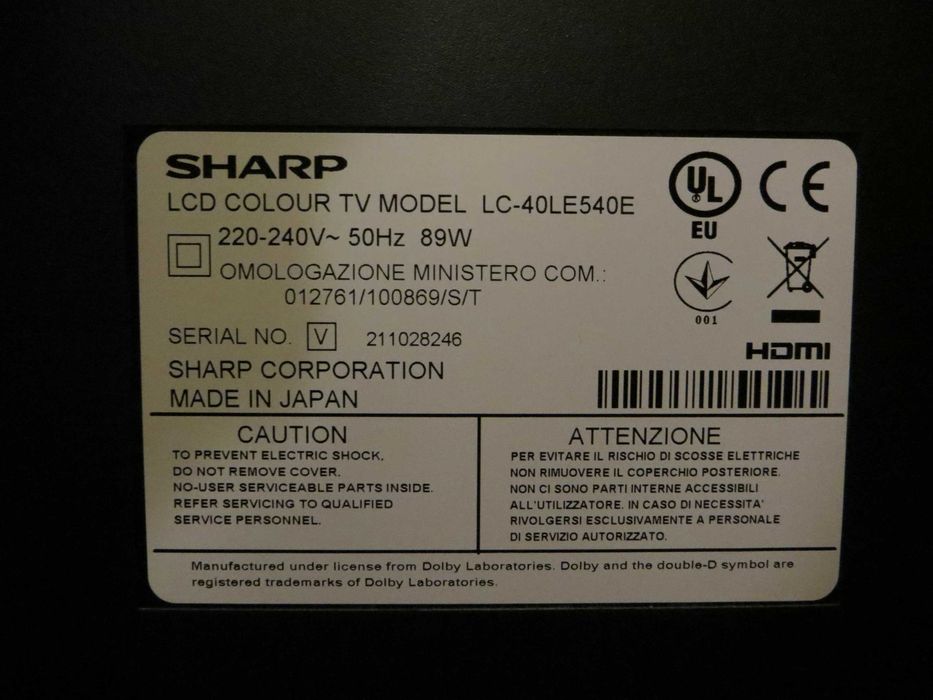 SHARP
LCD COLOUR TV MODEL LC-40LE540E
220-240V~ 50Hz 89W
OMOLOGAZIONE MINISTERO COM.:
012761/100869/S/T
SERIAL NO. V 211028246
SHARP CORPORATION
MADE IN JAPAN
UL
EU
CE
001
HDMI
CAUTION
TO PREVENT ELECTRIC SHOCK,
DO NOT REMOVE COVER.
NO-USER SERVICEABLE PARTS INSIDE.
REFER SERVICING TO QUALIFIED
SERVICE PERSONNEL.
ATTENZIONE
PER EVITARE IL RISCHIO DI SCOSSE ELETTRICHE
NON RIMUOVERE IL COPERCHIO POSTERIORE.
NON CI SONO PARTI INTERNE ACCESSIBILI
ALL'UTILIZZATORE. IN CASO DI NECESSITA'
RIVOLGERSI ESCLUSIVAMENTE A PERSONALE
DI SERVIZIO AUTORIZZATO.
Manufactured under license from Dolby Laboratories. Dolby and the double-D symbol are
registered trademarks of Dolby Laboratories.